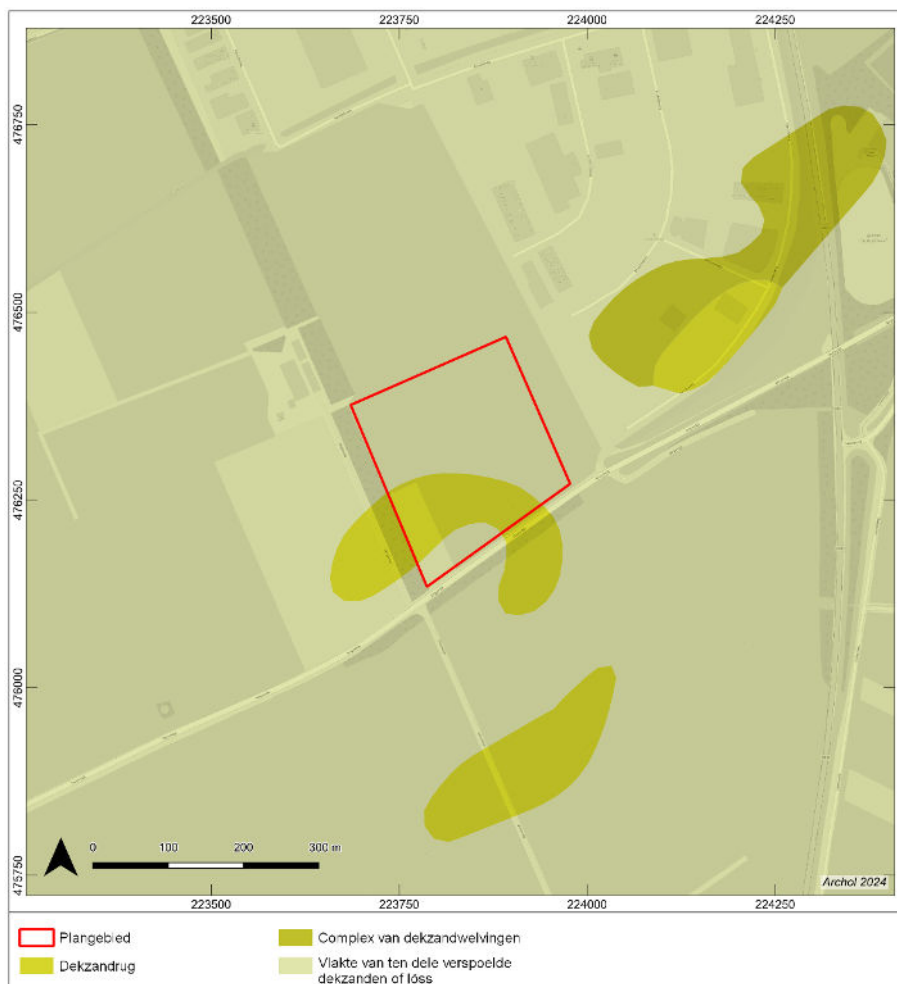 223500 223750 224000 224250
476750
476500
476250
476000
475750
0 100 200 300 m
Archol 2024
223500 223750 224000 224250
Plangebied
Dekzandrug
Complex van dekzandwelvingen
Vlakte van ten dele verspoelde
dekzanden of löss